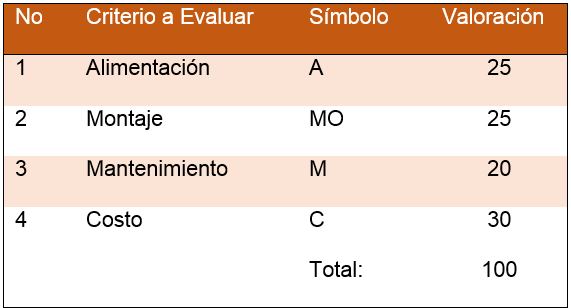 No Criterio a Evaluar Símbolo Valoración
1 Alimentación A 25
2 Montaje MO 25
3 Mantenimiento M 20
4 Costo C 30
Total: 100